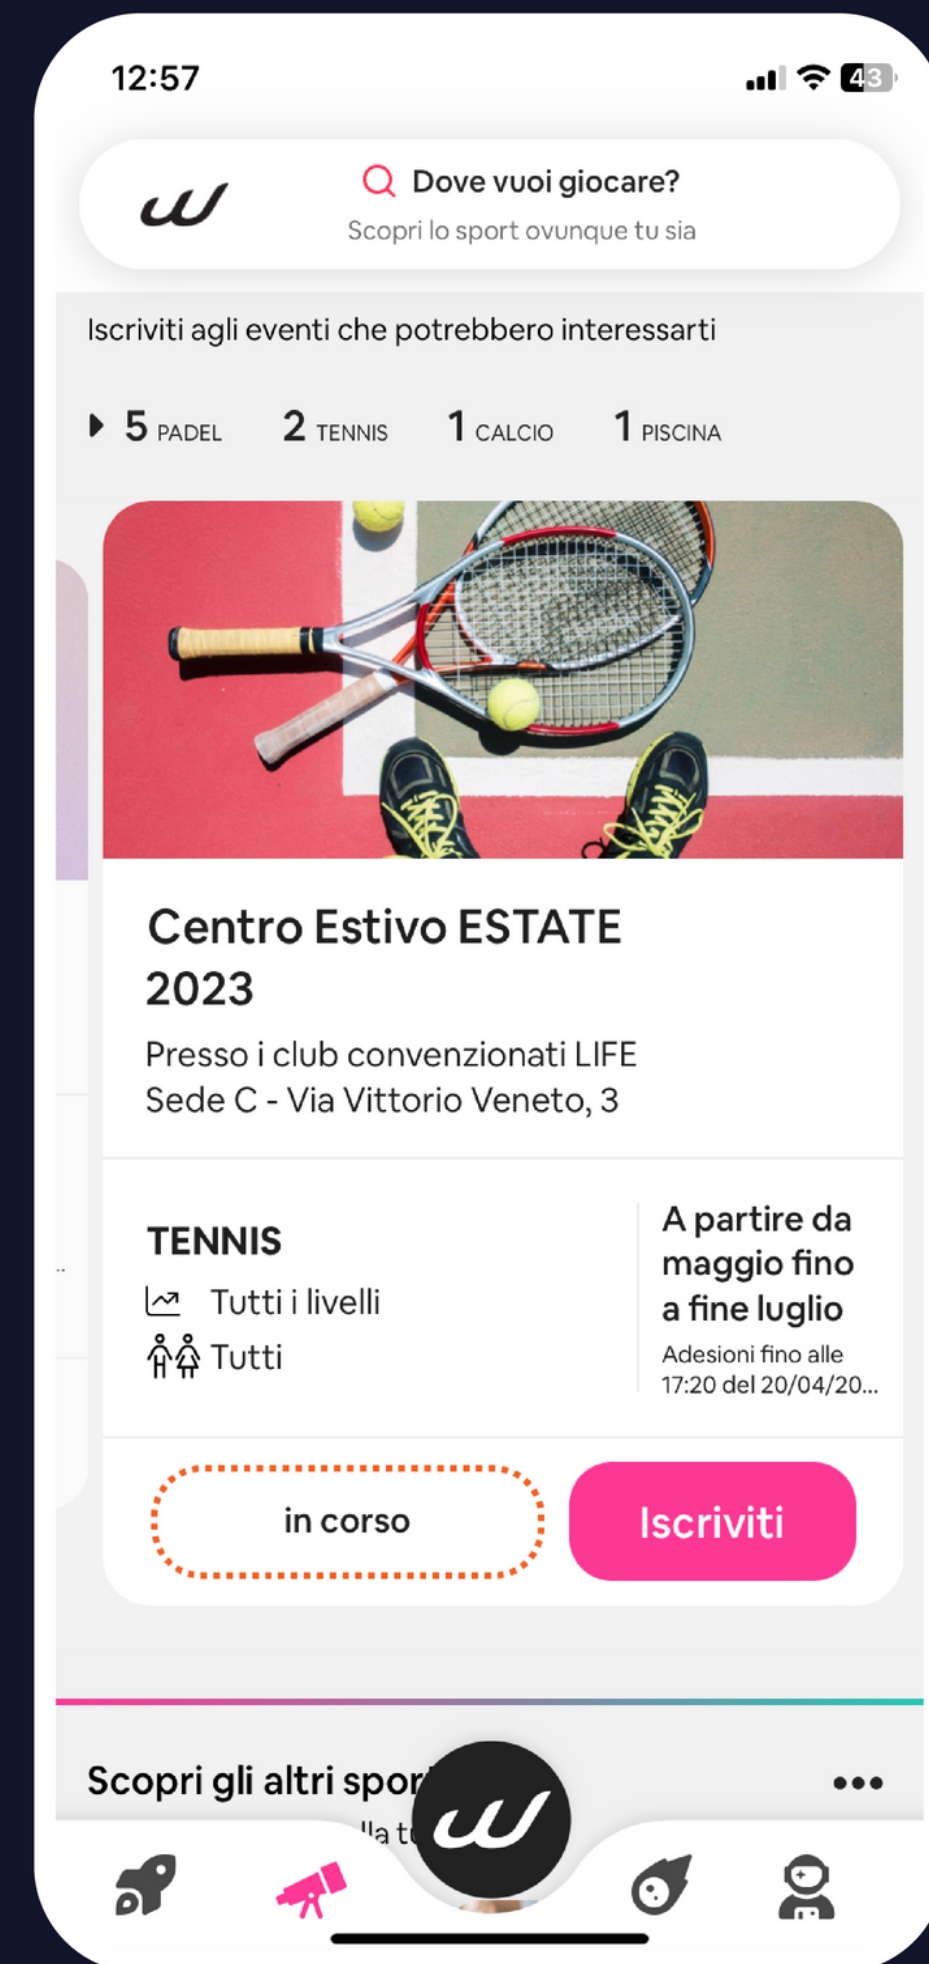 12:57
43
Dove vuoi giocare?
Scopri lo sport ovunque tu sia
Iscriviti agli eventi che potrebbero interessarti
5 PADEL 2 TENNIS 1 CALCIO 1 PISCINA
Centro Estivo ESTATE
2023
Presso i club convenzionati LIFE
Sede C - Via Vittorio Veneto, 3
TENNIS
Tutti i livelli
Tutti
A partire da
maggio fino
a fine luglio
Adesioni fino alle
17:20 del 20/04/20...
in corso
Iscriviti
Scopri gli altri spor